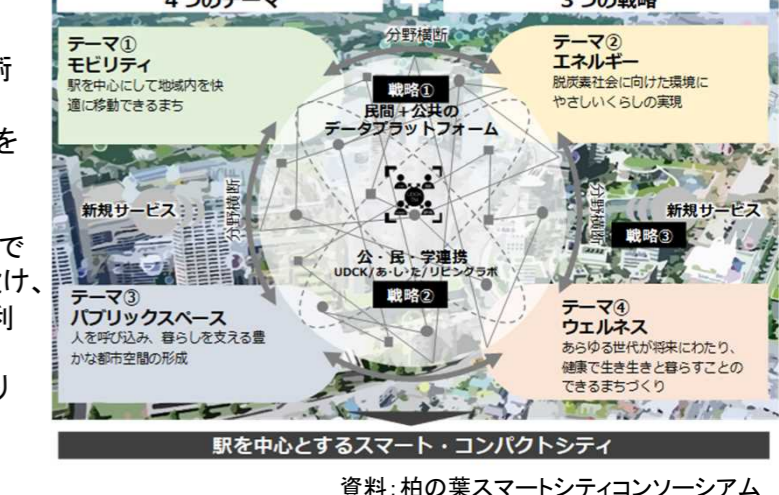 4つのテーマ
3つの戦略
術
を
で
け、
利
り
テーマ①
モビリティ
駅を中心にして地域内を快
適に移動できるまち
分野横断
テーマ②
エネルギー
脱炭素社会に向けた環境に
やさしいくらしの実現
戦略①
民間+公共の
データプラットフォーム
新規サービス
分野横断
分野横断
新規サービス
戦略③
公・民・学連携
UDCK/あ・し・た/リビングラボ
戦略②
テーマ③
パブリックスペース
人を呼び込み、暮らしを支える豊
かな都市空間の形成
テーマ④
ウェルネス
あらゆる世代が将来にわたり、
健康で生き生きと暮らすことの
できるまちづくり
駅を中心とするスマート・コンパクトシティ
資料:柏の葉スマートシティコンソーシアム